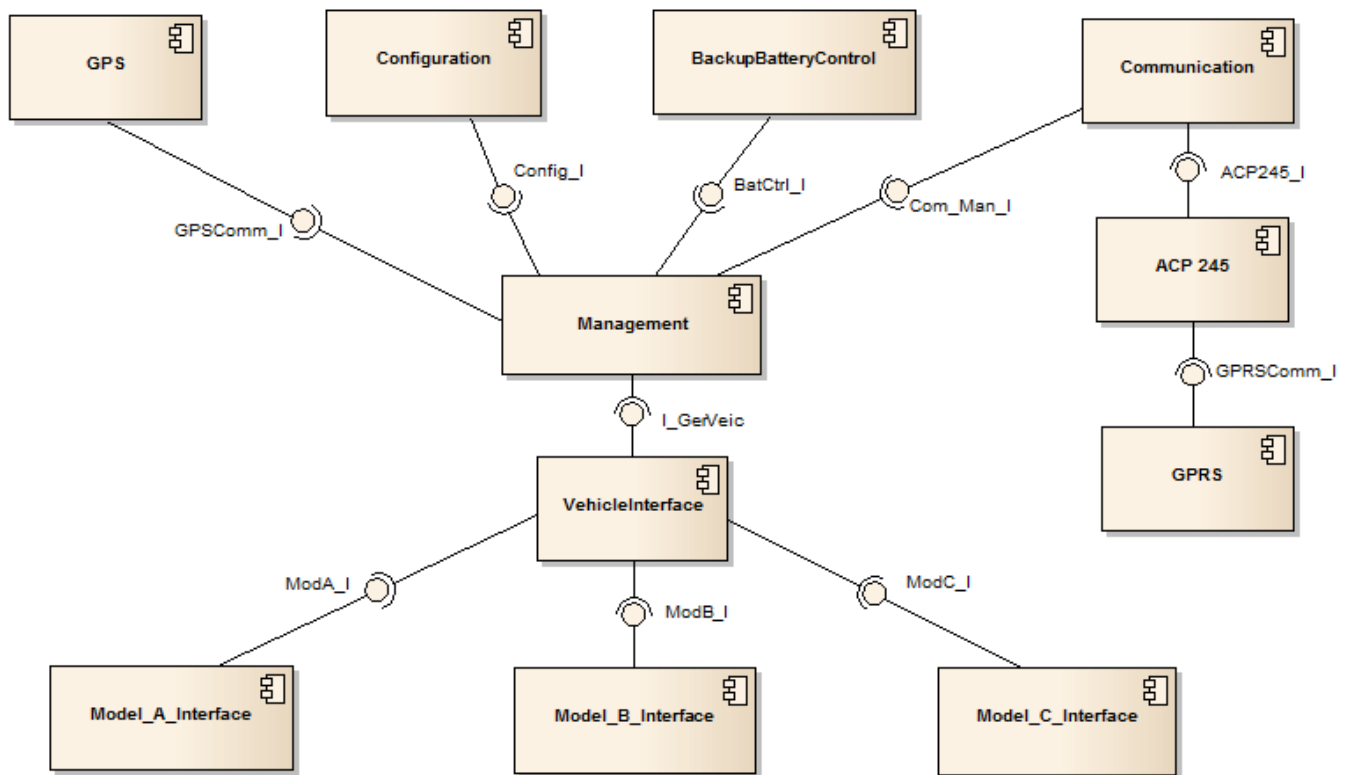 GPS
Configuration
BackupBatteryControl
Communication
Config_I
BatCtrl_I
ACP245_I
Com_Man_I
GPSComm_I
ACP 245
Management
GPRSComm_I
I_GerVeic
GPRS
VehicleInterface
ModA_I
ModB_I
ModC_I
Model_A_Interface
Model_B_Interface
Model_C_Interface